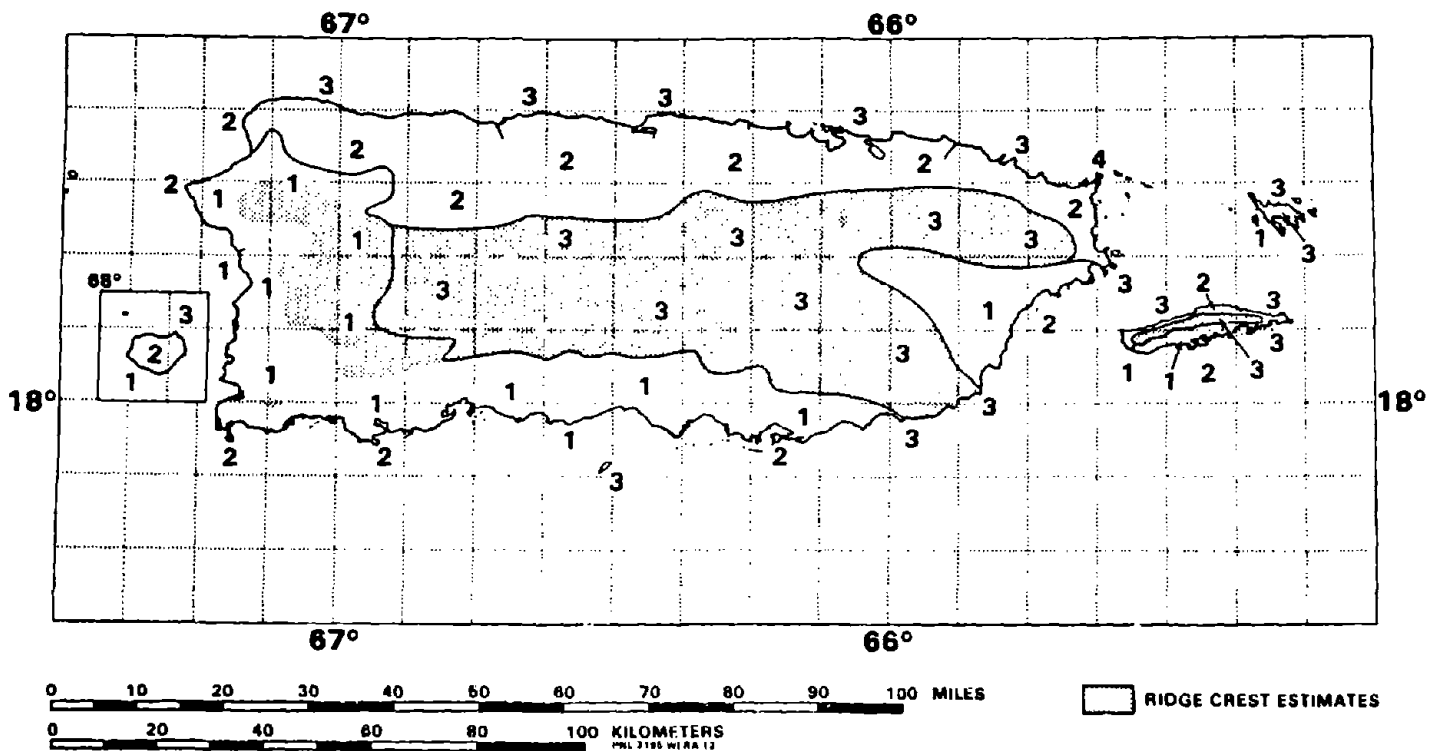 67° 66°
3
3 3
2 3
3
2 2 2 2 4
2 1
1 2 2 3
3 3 3 3
1 1 3
1 3
68° 1 3 3 3 1 3 2 3
3 1 2 3
2 3 3
1 1 1 1 1 1 2 3
18° 1 1 3 18°
1 3
2 2 2
3
67° 66°
0 10 20 30 40 50 60 70 80 90 100 MILES
RIDGE CREST ESTIMATES
0 20 40 60 80 100 KILOMETERS